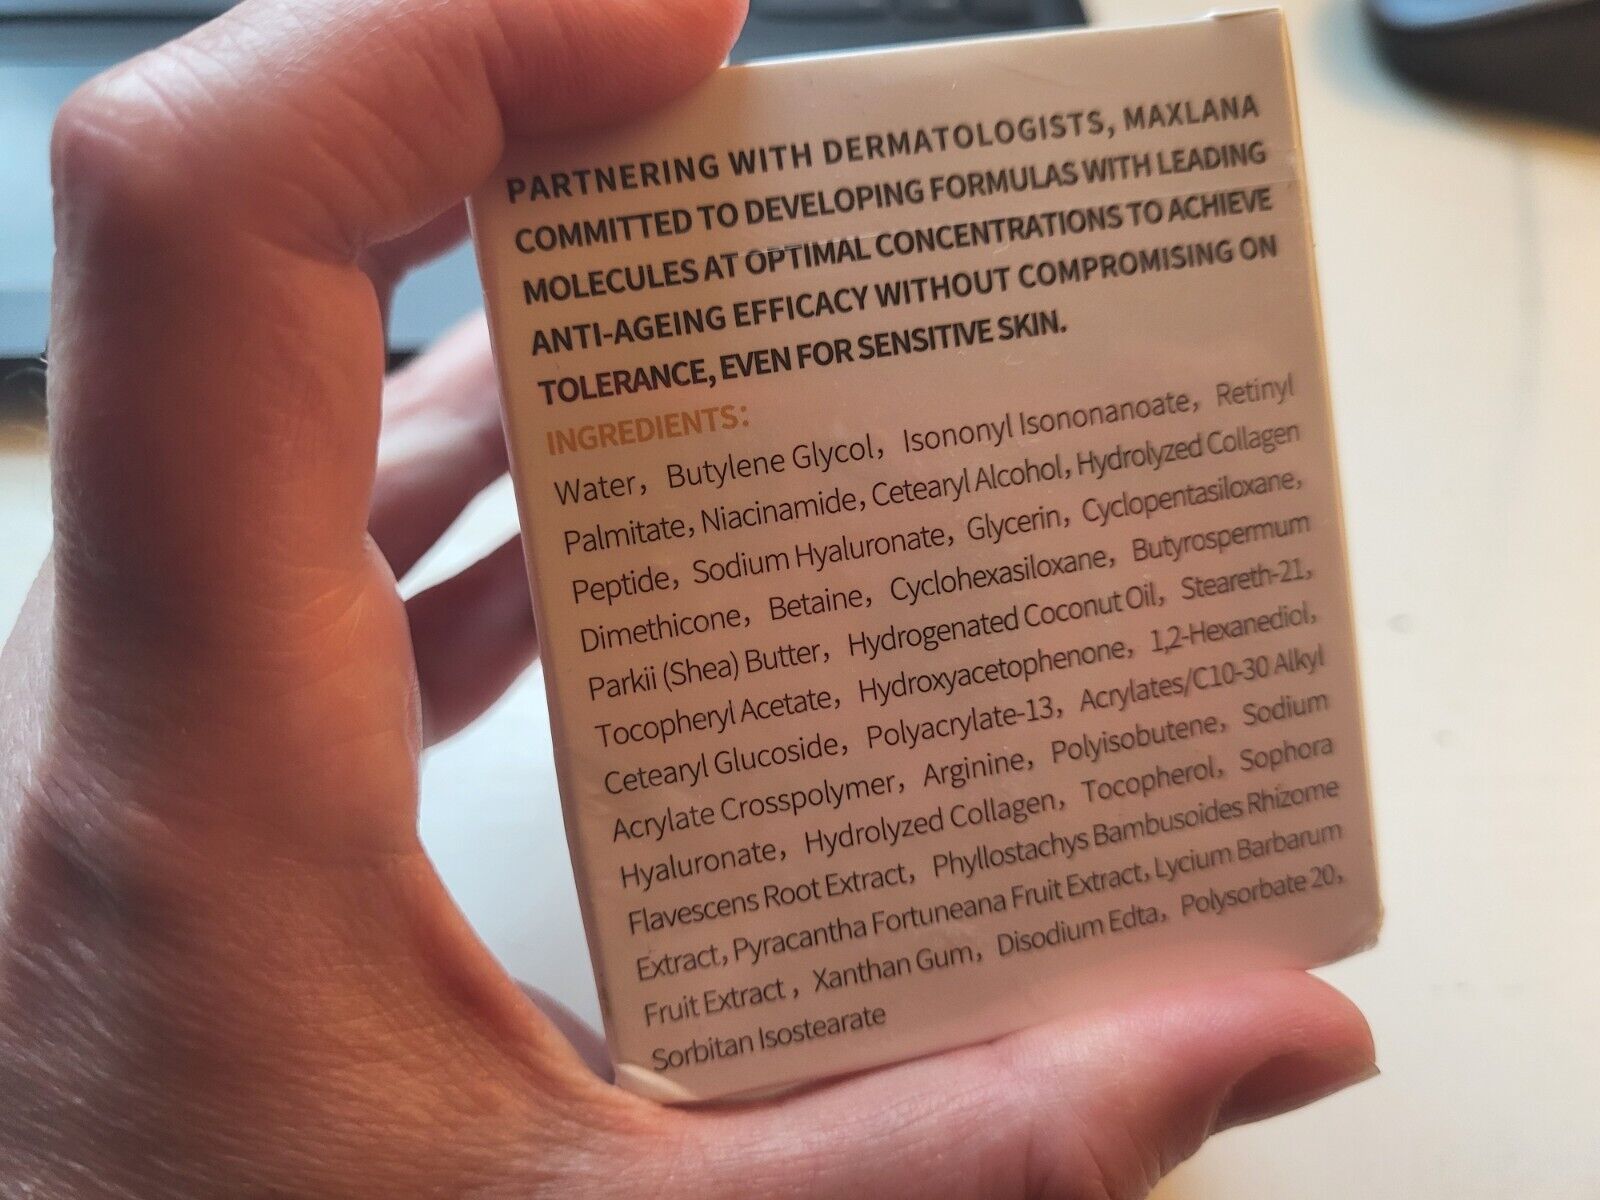 PARTNERING WITH DERMATOLOGISTS, MAXLANA
COMMITTED TO DEVELOPING FORMULAS WITH LEADING
MOLECULES AT OPTIMAL CONCENTRATIONS TO ACHIEVE
ANTI-AGEING EFFICACY WITHOUT COMPROMISING ON
TOLERANCE, EVEN FOR SENSITIVE SKIN.
INGREDIENTS:
Water, Butylene Glycol, Isononyl Isononanoate, Retinyl
Palmitate, Niacinamide, Cetearyl Alcohol, Hydrolyzed Collagen
Peptide, Sodium Hyaluronate, Glycerin, Cyclopentasiloxane,
Dimethicone, Betaine, Cyclohexasiloxane, Butyrospermum
Parkii (Shea) Butter, Hydrogenated Coconut Oil, Steareth-21,
Tocopheryl Acetate, Hydroxyacetophenone, 1,2-Hexanediol,
Cetearyl Glucoside, Polyacrylate-13, Acrylates/C10-30 Alkyl
Acrylate Crosspolymer, Arginine, Polyisobutene, Sodium
Hyaluronate, Hydrolyzed Collagen, Tocopherol, Sophora
Flavescens Root Extract, Phyllostachys Bambusoides Rhizome
Extract, Pyracantha Fortuneana Fruit Extract, Lycium Barbarum
Fruit Extract , Xanthan Gum, Disodium Edta, Polysorbate 20,
Sorbitan Isostearate